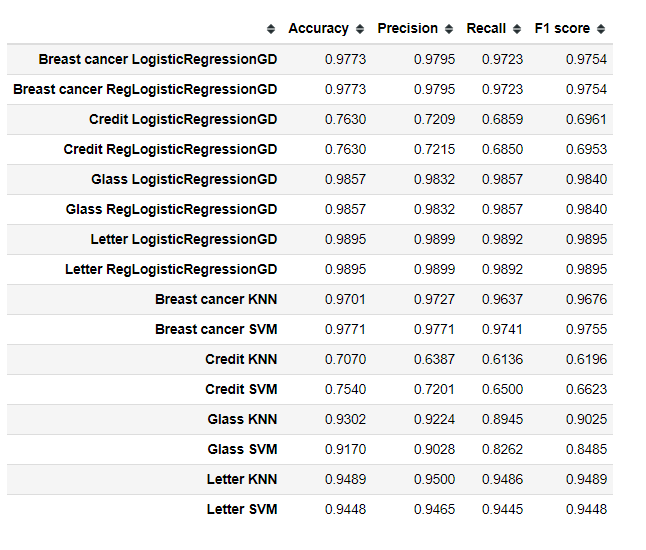 Accuracy Precision Recall F1 score
Breast cancer LogisticRegressionGD 0.9773 0.9795 0.9723 0.9754
Breast cancer RegLogisticRegressionGD 0.9773 0.9795 0.9723 0.9754
Credit LogisticRegressionGD 0.7630 0.7209 0.6859 0.6961
Credit RegLogisticRegressionGD 0.7630 0.7215 0.6850 0.6953
Glass LogisticRegressionGD 0.9857 0.9832 0.9857 0.9840
Glass RegLogisticRegressionGD 0.9857 0.9832 0.9857 0.9840
Letter LogisticRegressionGD 0.9895 0.9899 0.9892 0.9895
Letter RegLogisticRegressionGD 0.9895 0.9899 0.9892 0.9895
Breast cancer KNN 0.9701 0.9727 0.9637 0.9676
Breast cancer SVM 0.9771 0.9771 0.9741 0.9755
Credit KNN 0.7070 0.6387 0.6136 0.6196
Credit SVM 0.7540 0.7201 0.6500 0.6623
Glass KNN 0.9302 0.9224 0.8945 0.9025
Glass SVM 0.9170 0.9028 0.8262 0.8485
Letter KNN 0.9489 0.9500 0.9486 0.9489
Letter SVM 0.9448 0.9465 0.9445 0.9448